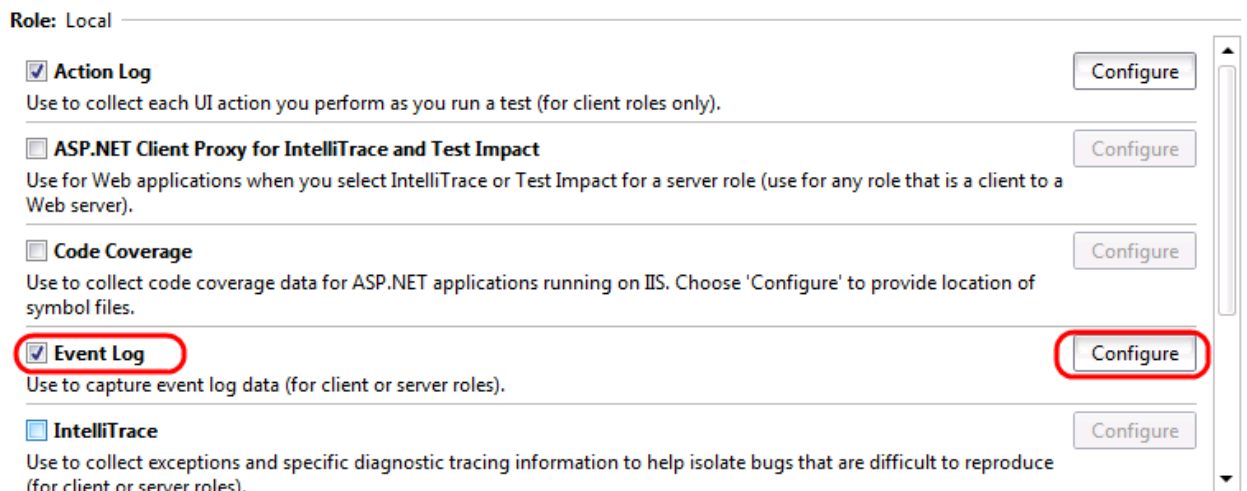 Role: Local
Action Log
Configure
Use to collect each UI action you perform as you run a test (for client roles only).
ASP.NET Client Proxy for IntelliTrace and Test Impact
Configure
Use for Web applications when you select IntelliTrace or Test Impact for a server role (use for any role that is a client to a
Web server).
Code Coverage
Configure
Use to collect code coverage data for ASP.NET applications running on IIS. Choose 'Configure' to provide location of
symbol files.
Event Log
Configure
Use to capture event log data (for client or server roles).
IntelliTrace
Configure
Use to collect exceptions and specific diagnostic tracing information to help isolate bugs that are difficult to reproduce
(for client or server roles).